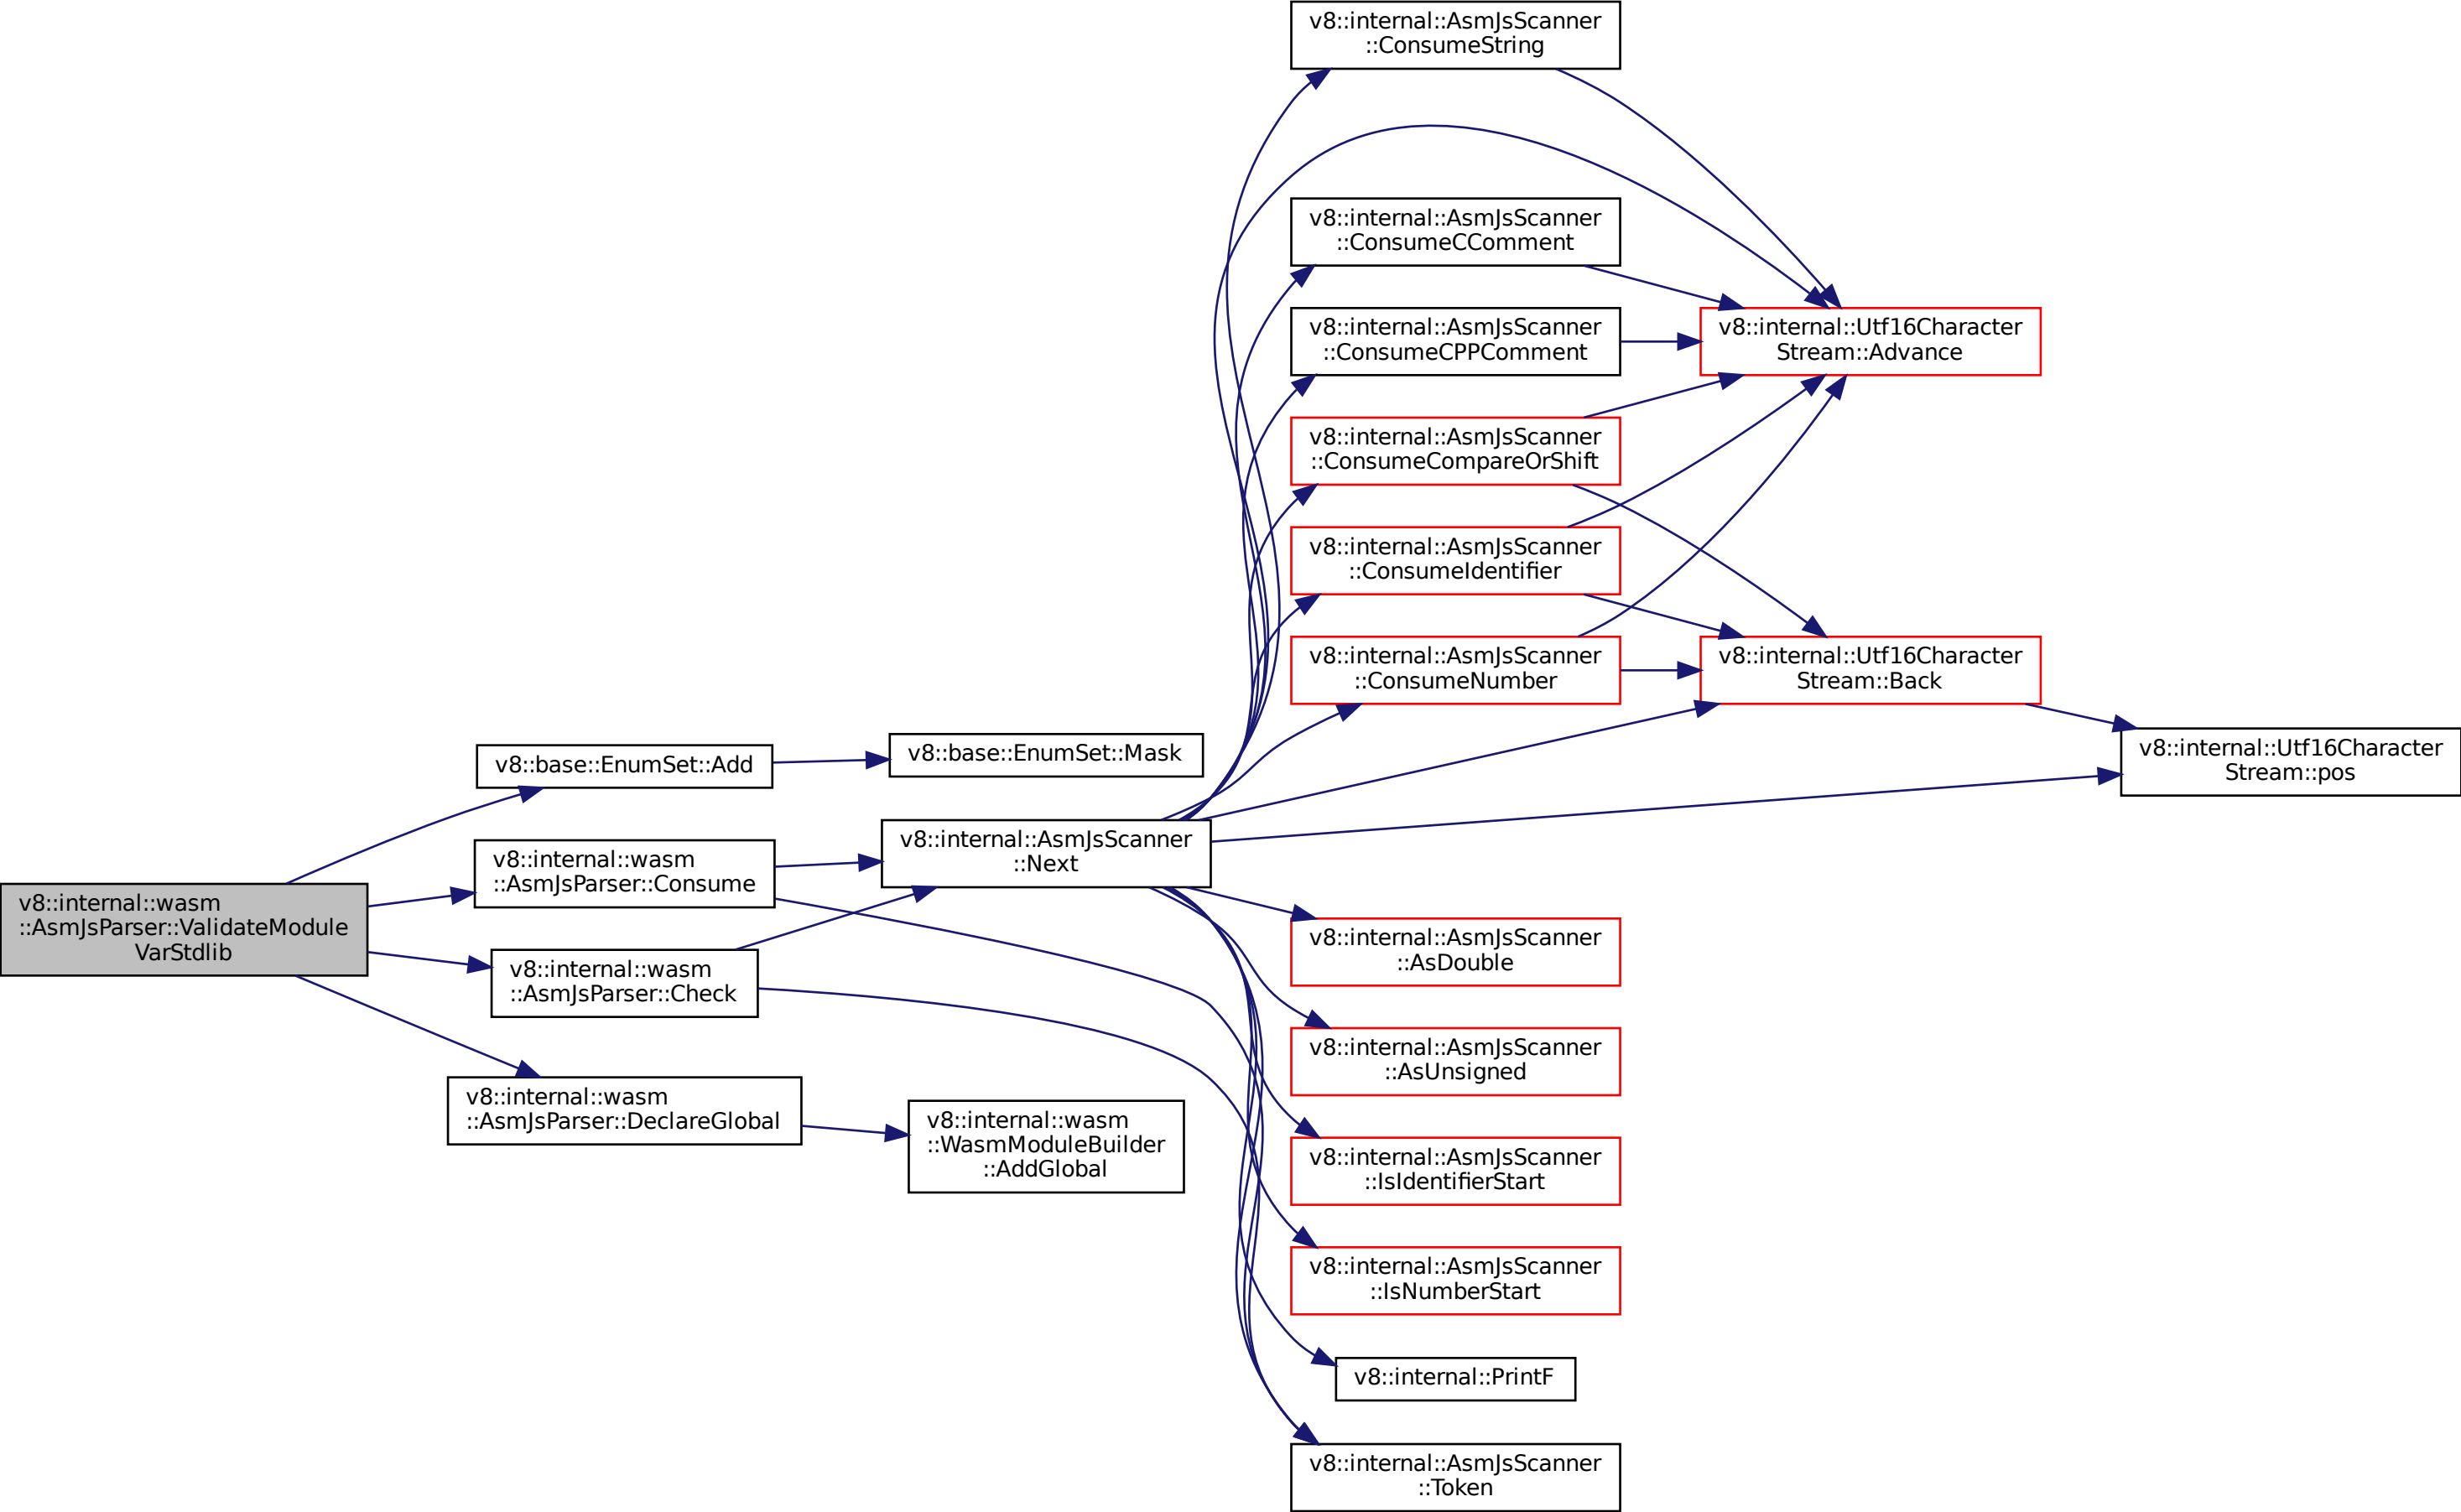 v8::internal::wasm
::AsmJsParser::ValidateModule
VarStdlib
v8::base::EnumSet::Add
v8::internal::wasm
::AsmJsParser::Consume
v8::internal::wasm
::AsmJsParser::Check
v8::internal::wasm
::AsmJsParser::DeclareGlobal
v8::base::EnumSet::Mask
v8::internal::AsmJsScanner
::Next
v8::internal::wasm
::WasmModuleBuilder
::AddGlobal
v8::internal::AsmJsScanner
::ConsumeString
v8::internal::AsmJsScanner
::ConsumeCComment
v8::internal::AsmJsScanner
::ConsumeCPPComment
v8::internal::AsmJsScanner
::ConsumeCompareOrShift
v8::internal::AsmJsScanner
::ConsumeIdentifier
v8::internal::AsmJsScanner
::ConsumeNumber
v8::internal::AsmJsScanner
::AsDouble
v8::internal::AsmJsScanner
::AsUnsigned
v8::internal::AsmJsScanner
::IsIdentifierStart
v8::internal::AsmJsScanner
::IsNumberStart
v8::internal::PrintF
v8::internal::AsmJsScanner
::Token
v8::internal::Utf16Character
Stream::Advance
v8::internal::Utf16Character
Stream::Back
v8::internal::Utf16Character
Stream::pos